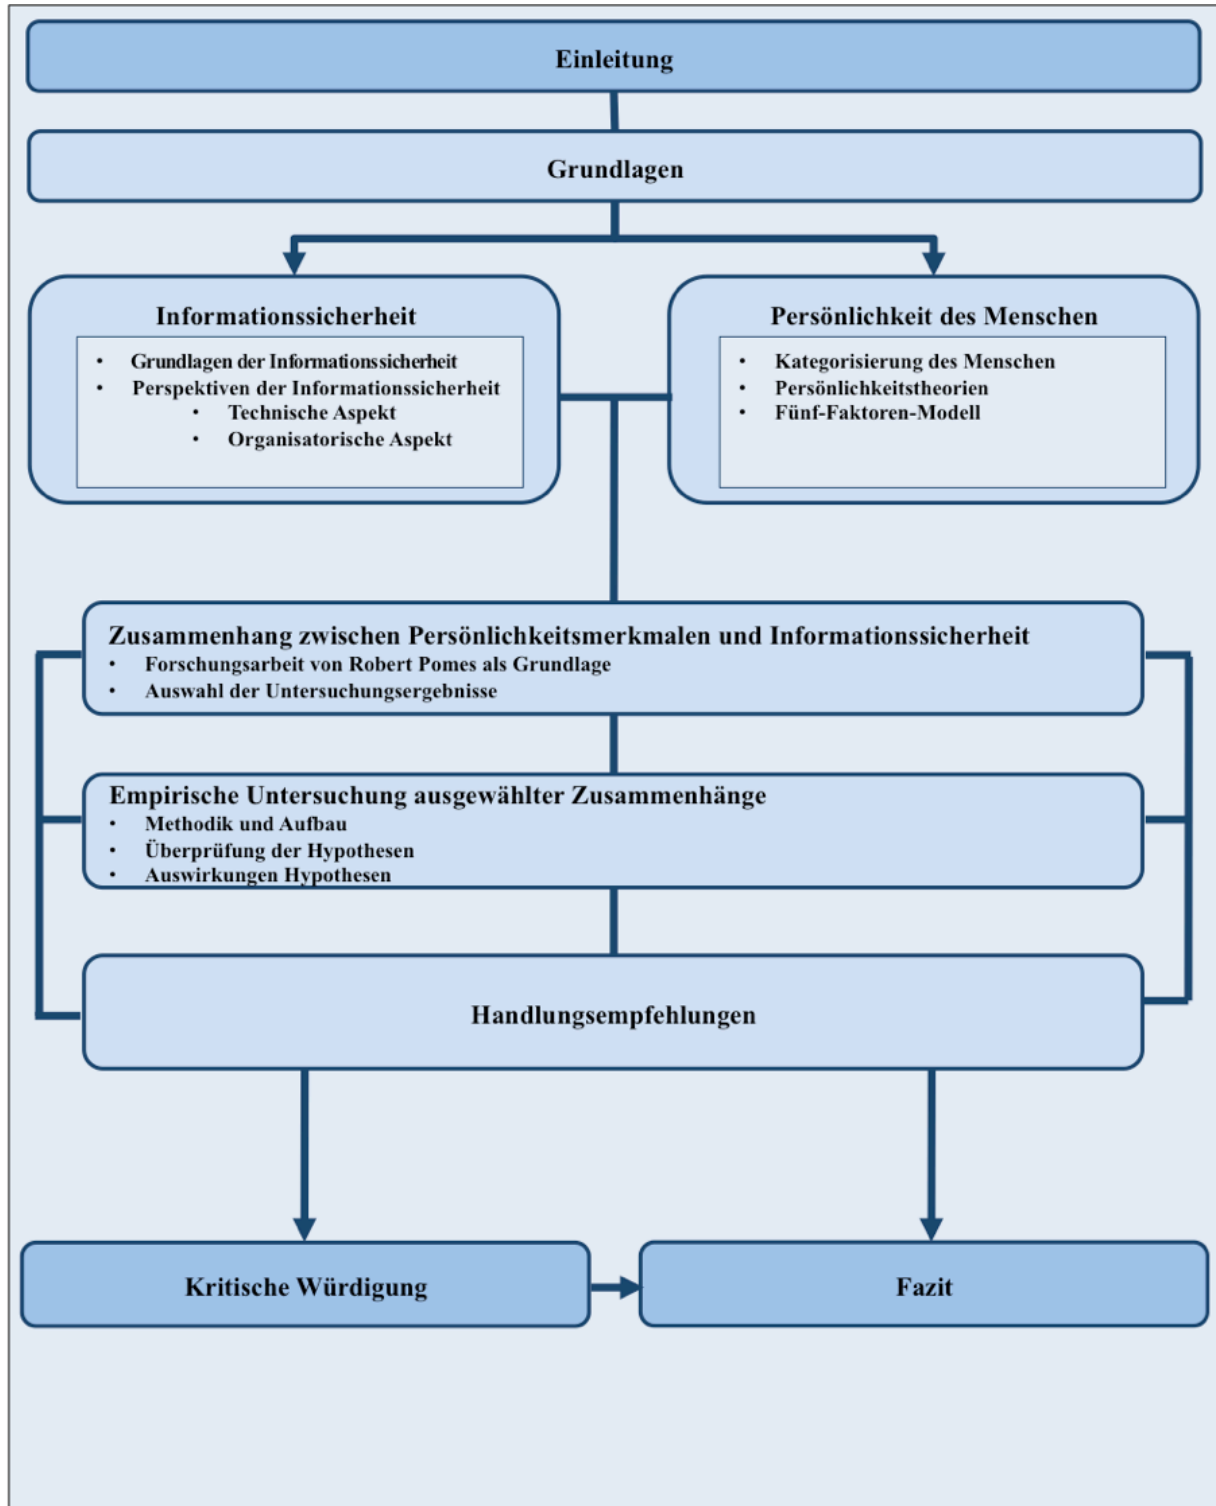 Einleitung
Grundlagen
Informationssicherheit
• Grundlagen der Informationssicherheit
• Perspektiven der Informationssicherheit
• Technische Aspekt
• Organisatorische Aspekt
Persönlichkeit des Menschen
• Kategorisierung des Menschen
• Persönlichkeitstheorien
• Fünf-Faktoren-Modell
Zusammenhang zwischen Persönlichkeitsmerkmalen und Informationssicherheit
• Forschungsarbeit von Robert Pomes als Grundlage
• Auswahl der Untersuchungsergebnisse
Empirische Untersuchung ausgewählter Zusammenhänge
• Methodik und Aufbau
• Überprüfung der Hypothesen
• Auswirkungen Hypothesen
Handlungsempfehlungen
Kritische Würdigung
Fazit